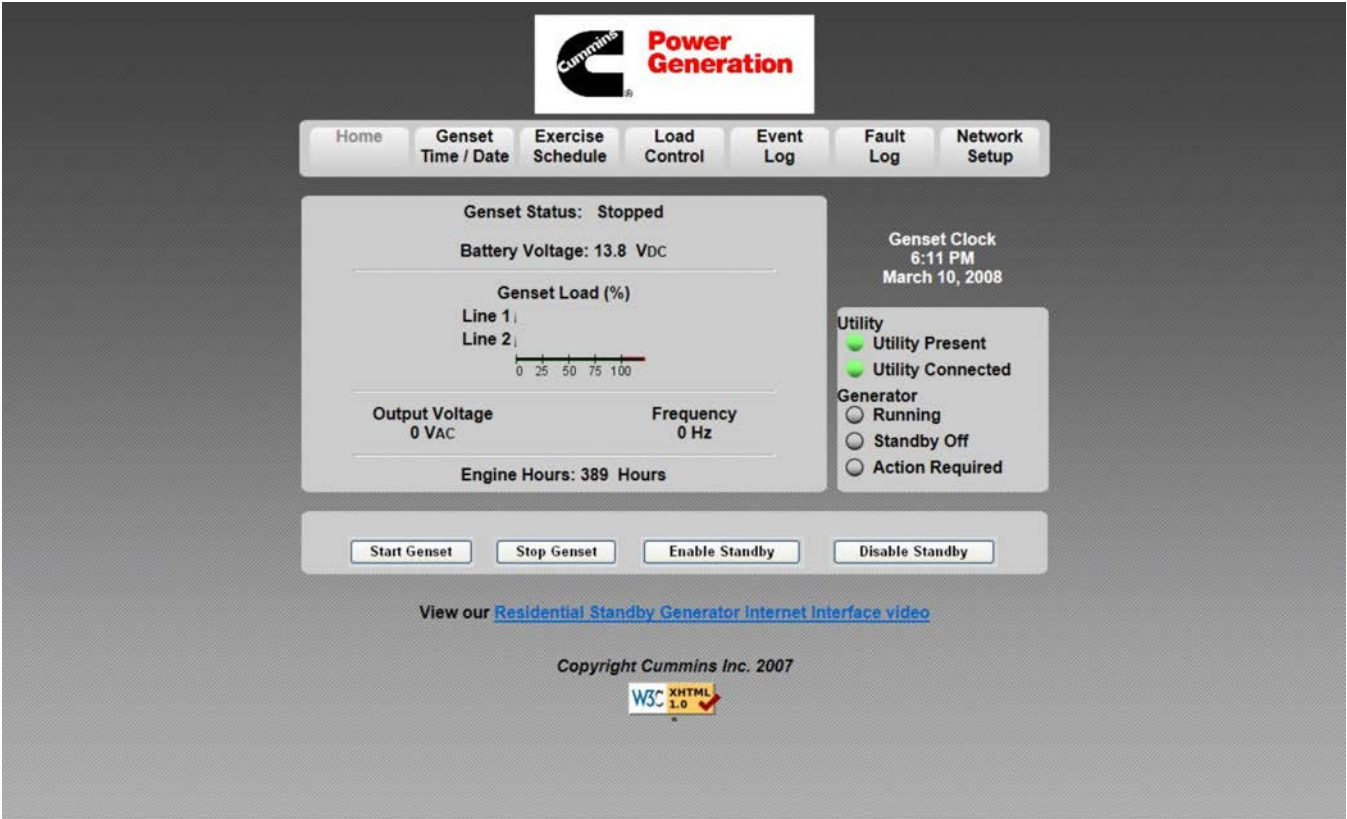 Cummins
Power
Generation
®
Home
Genset
Time / Date
Exercise
Schedule
Load
Control
Event
Log
Fault
Log
Network
Setup
Genset Status: Stopped
Battery Voltage: 13.8 VDC
Genset Load (%)
Line 1
Line 2
0 25 50 75 100
Output Voltage
0 VAC
Frequency
0 Hz
Engine Hours: 389 Hours
Genset Clock
6:11 PM
March 10, 2008
Utility
Utility Present
Utility Connected
Generator
Running
Standby Off
Action Required
Start Genset
Stop Genset
Enable Standby
Disable Standby
View our Residential Standby Generator Internet Interface video
Copyright Cummins Inc. 2007
W3C XHTML
1.0